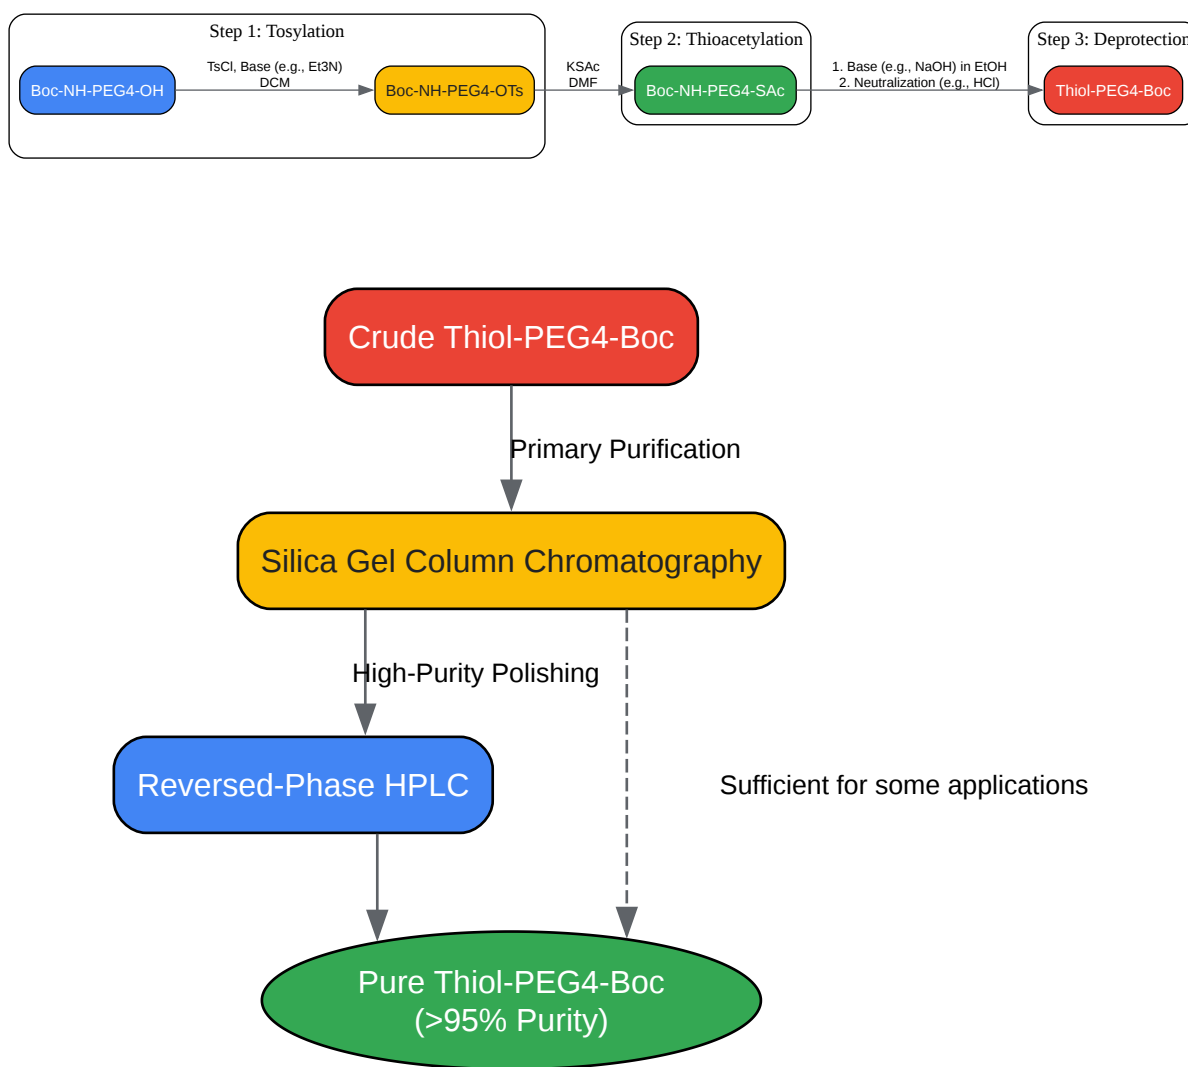 Step 1: Tosylation
Boc-NH-PEG4-OH
TsCl, Base (e.g., Et3N)
DCM
Boc-NH-PEG4-OTs
KSAc
DMF
Step 2: Thioacetylation
Boc-NH-PEG4-SAc
1. Base (e.g., NaOH) in EtOH
2. Neutralization (e.g., HCl)
Step 3: Deprotection
Thiol-PEG4-Boc
Crude Thiol-PEG4-Boc
Primary Purification
Silica Gel Column Chromatography
High-Purity Polishing
Reversed-Phase HPLC
Sufficient for some applications
Pure Thiol-PEG4-Boc
(>95% Purity)